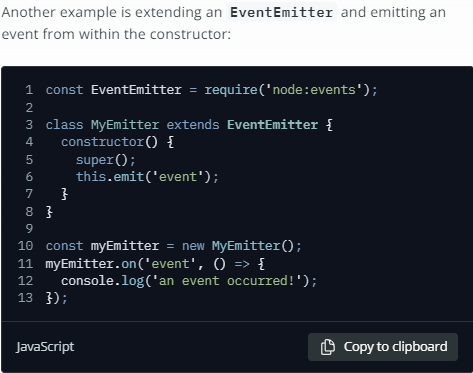 Another example is extending an EventEmitter and emitting an
event from within the constructor:
1 const EventEmitter = require('node:events');
2
3 class MyEmitter extends EventEmitter {
4   constructor() {
5     super();
6     this.emit('event');
7   }
8 }
9
10 const myEmitter = new MyEmitter();
11 myEmitter.on('event', () => {
12   console.log('an event occurred!');
13 });
JavaScript
Copy to clipboard